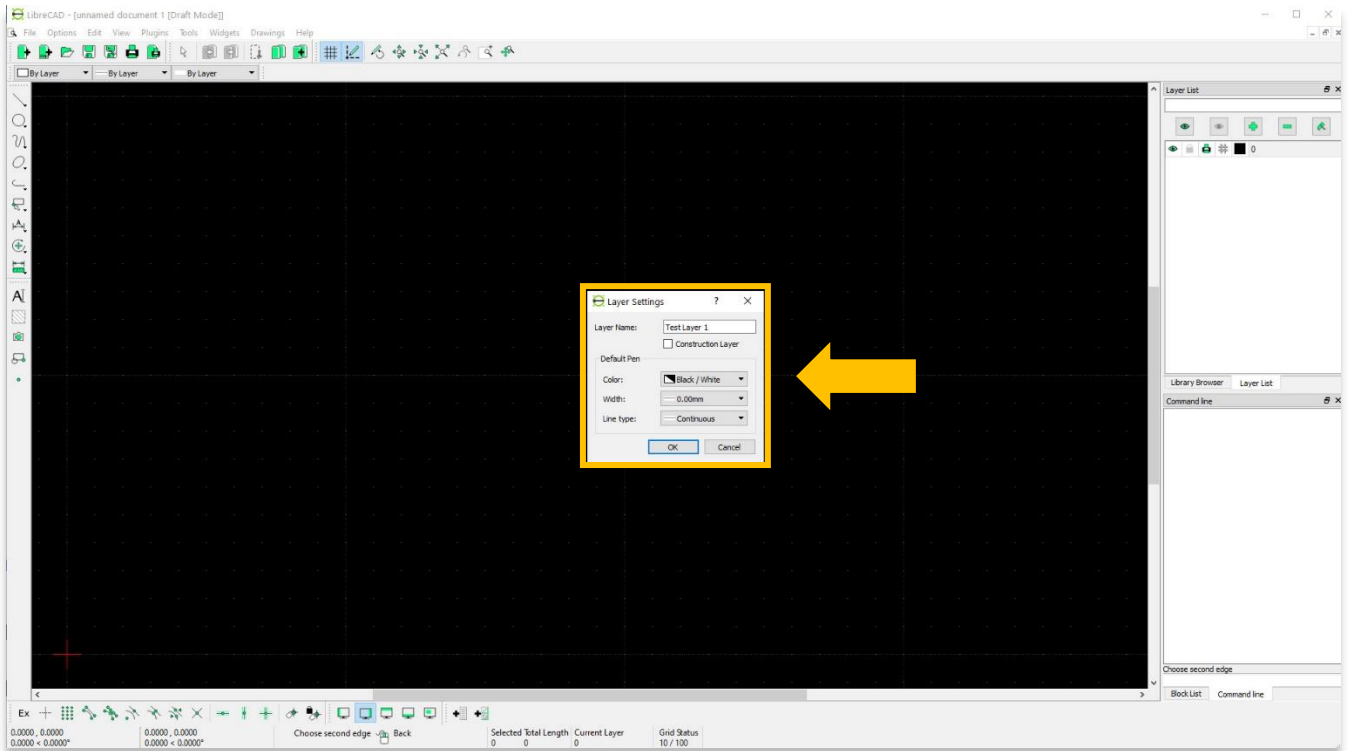 LibreCAD - [unnamed document 1 [Draft Mode]]
File Options Edit View Plugins Tools Widgets Drawings Help
By Layer By Layer By Layer
Layer List
0
Layer Settings ?
Layer Name: Test Layer 1
Construction Layer
Default Pen
Color: Black / White
Width: 0.00mm
Line type: Continuous
OK Cancel
Library Browser Layer List
Command line
Choose second edge
Block List Command line
Ex
0.0000 , 0.0000 0.0000 , 0.0000 Choose second edge Back Selected Total Length Current Layer Grid Status
0.0000 < 0.0000° 0.0000 < 0.0000° 0 0 0 10 / 100